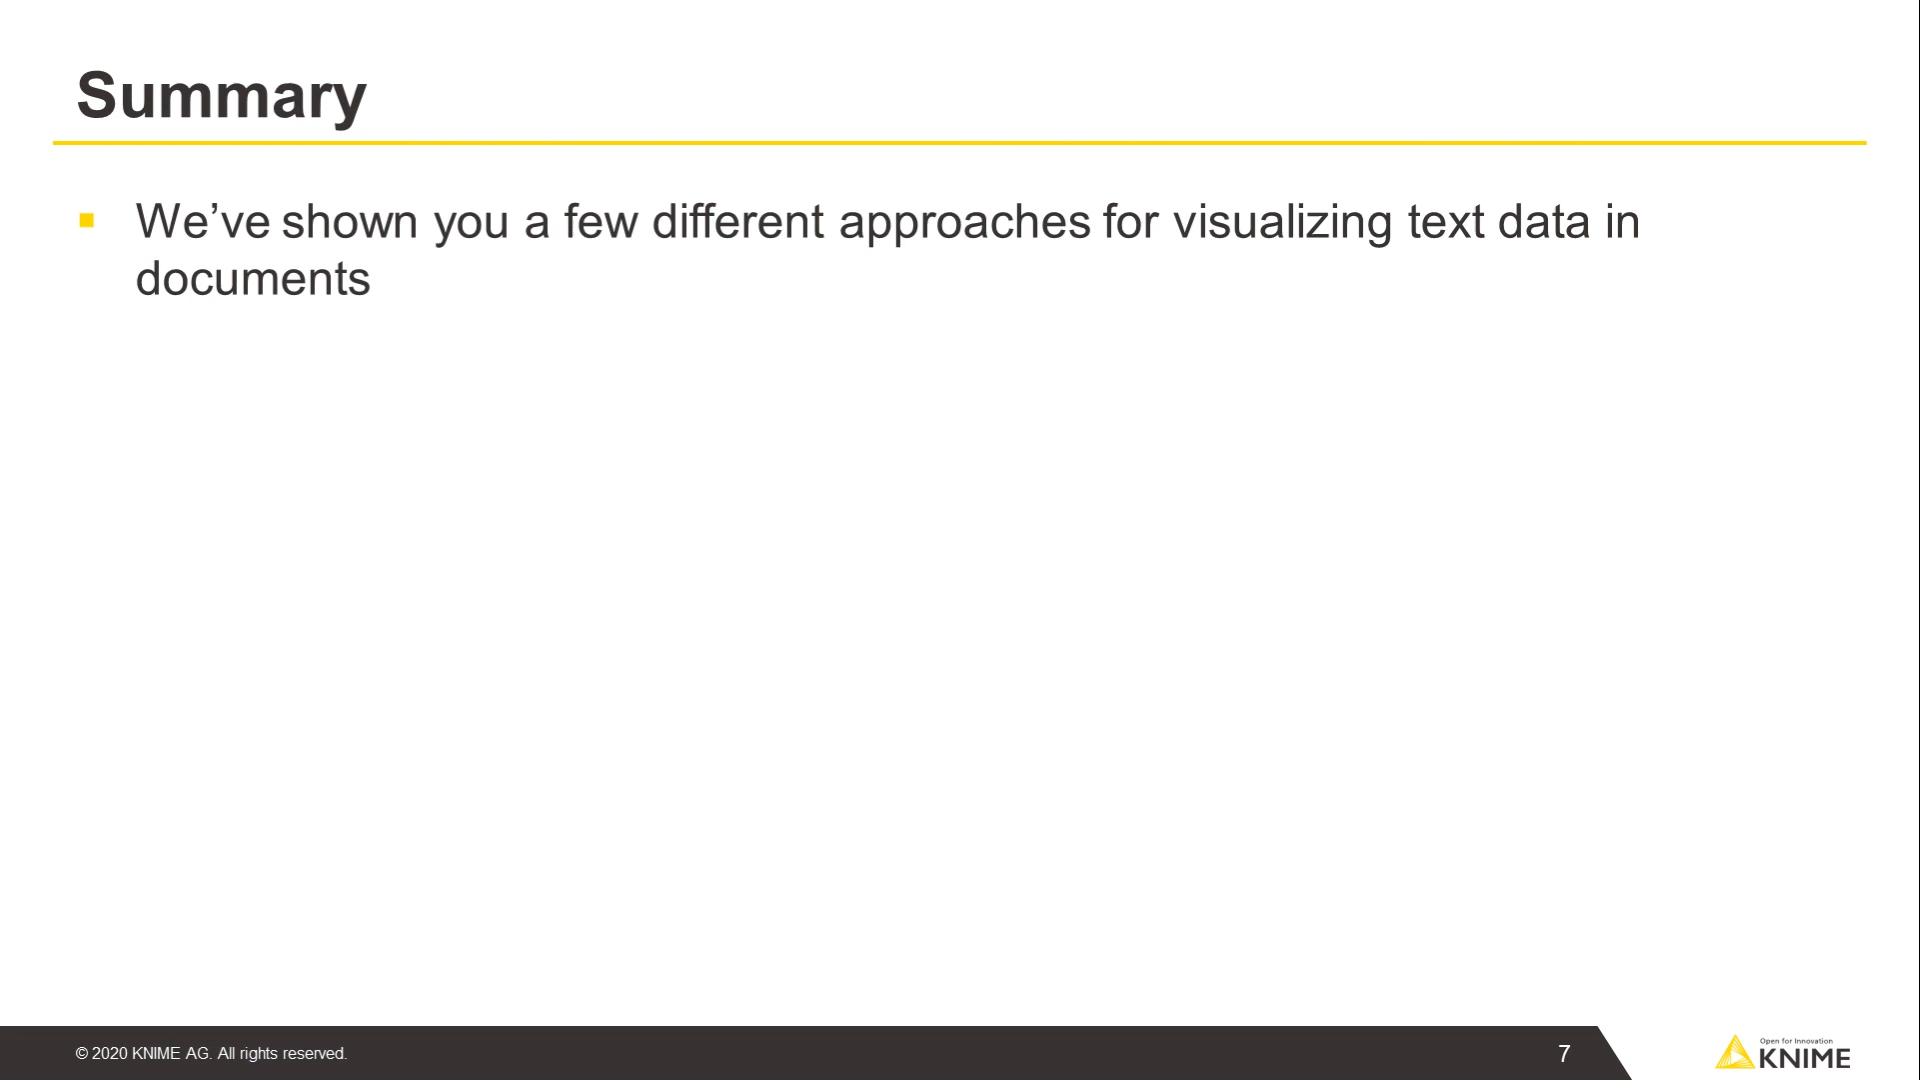 Summary
We’ve shown you a few different approaches for visualizing text data in
documents
© 2020 KNIME AG. All rights reserved.
7
Open for Innovation
KNIME